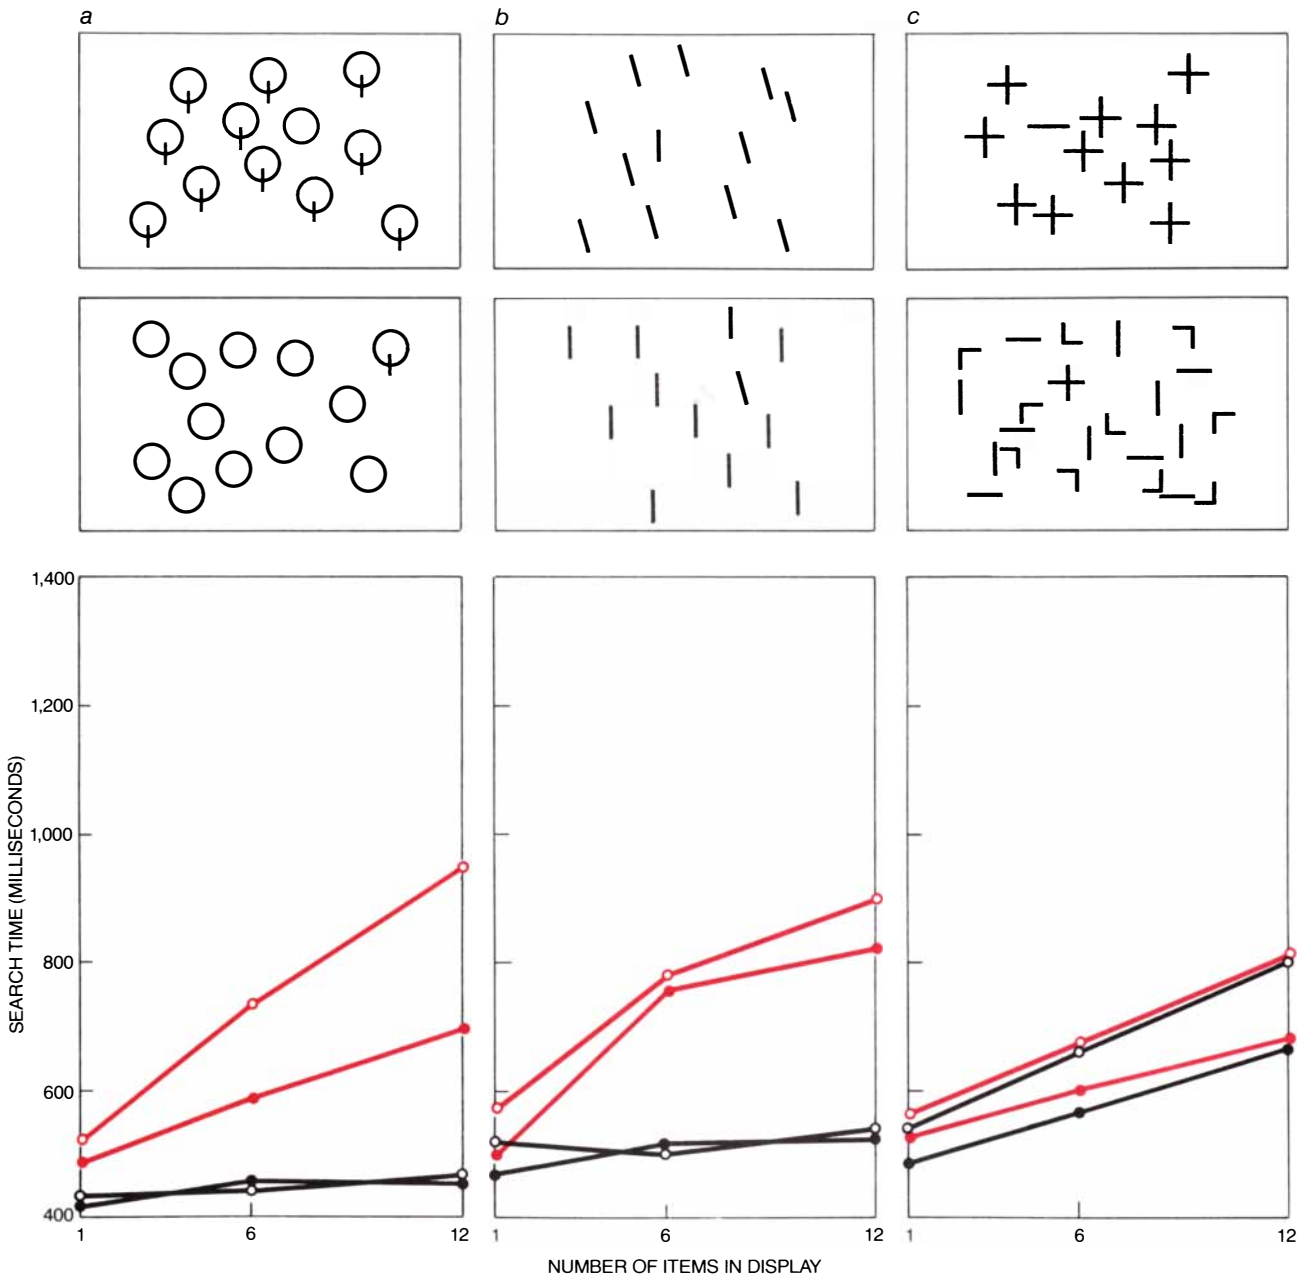 a b c
1,400
1,200
1,000
800
600
400
SEARCH TIME (MILLISECONDS)
1 6 12 1 6 12 1 6 12
NUMBER OF ITEMS IN DISPLAY